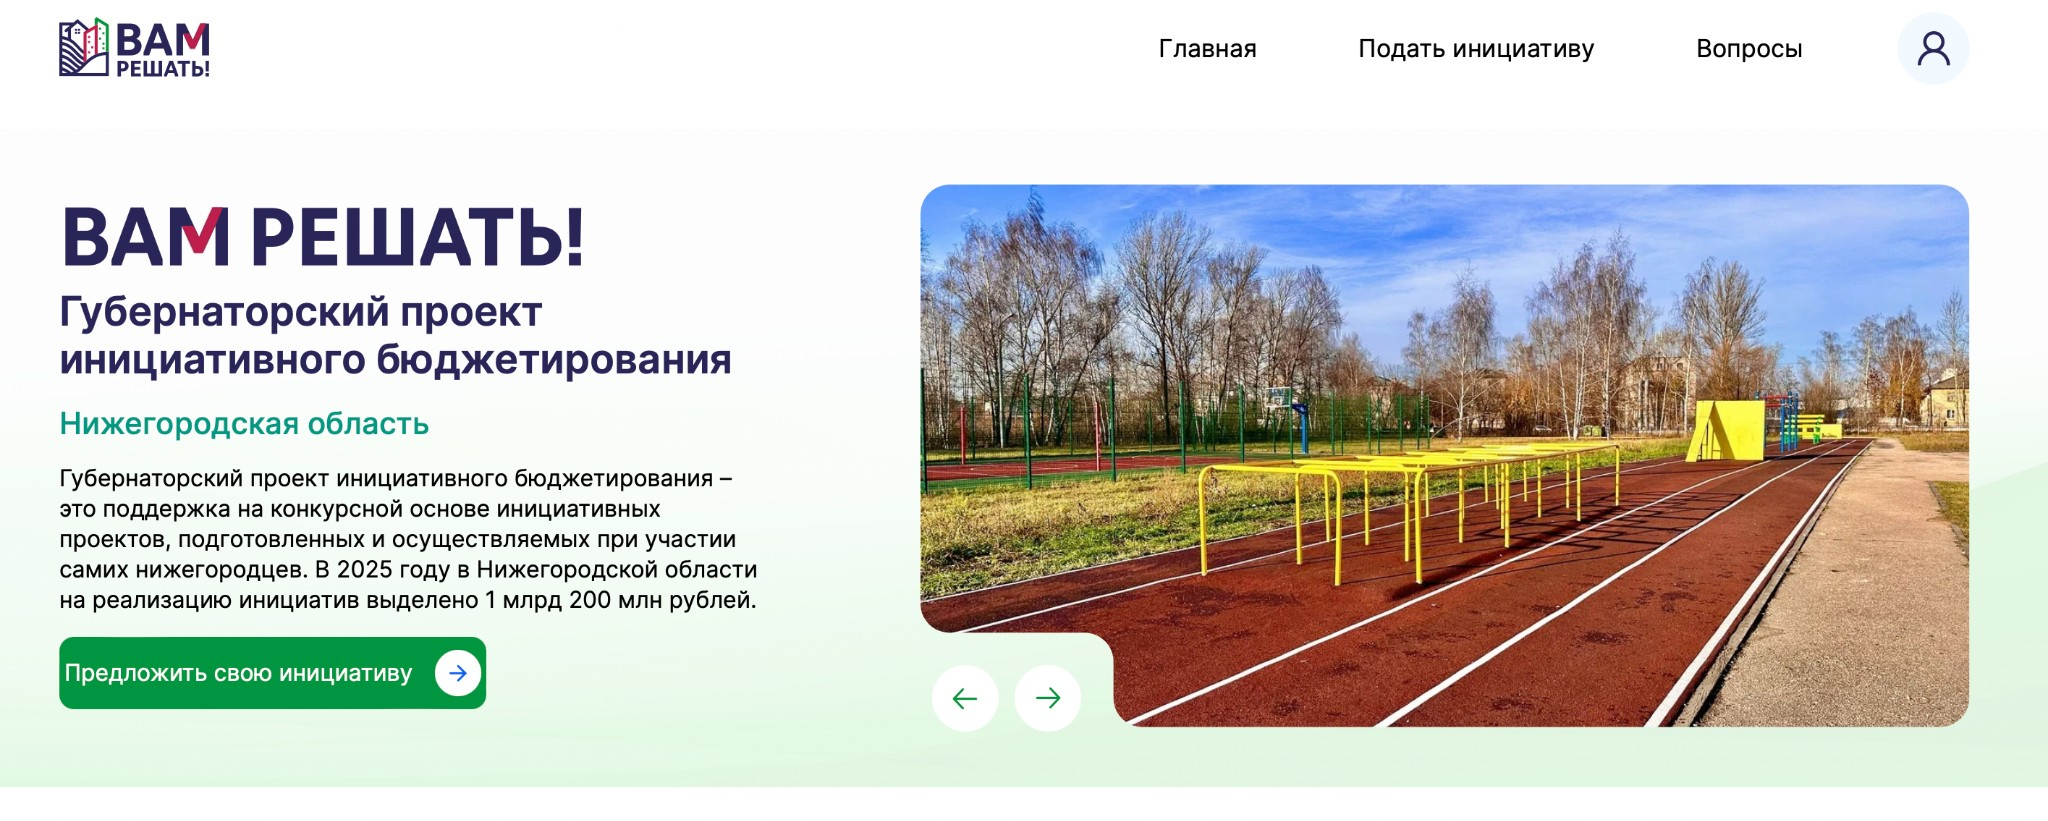 ВАМ
РЕШАТЬ!
Главная
Подать инициативу
Вопросы
ВАМ РЕШАТЬ!
Губернаторский проект
инициативного бюджетирования
Нижегородская область
Губернаторский проект инициативного бюджетирования –
это поддержка на конкурсной основе инициативных
проектов, подготовленных и осуществляемых при участии
самих нижегородцев. В 2025 году в Нижегородской области
на реализацию инициатив выделено 1 млрд 200 млн рублей.
Предложить свою инициативу